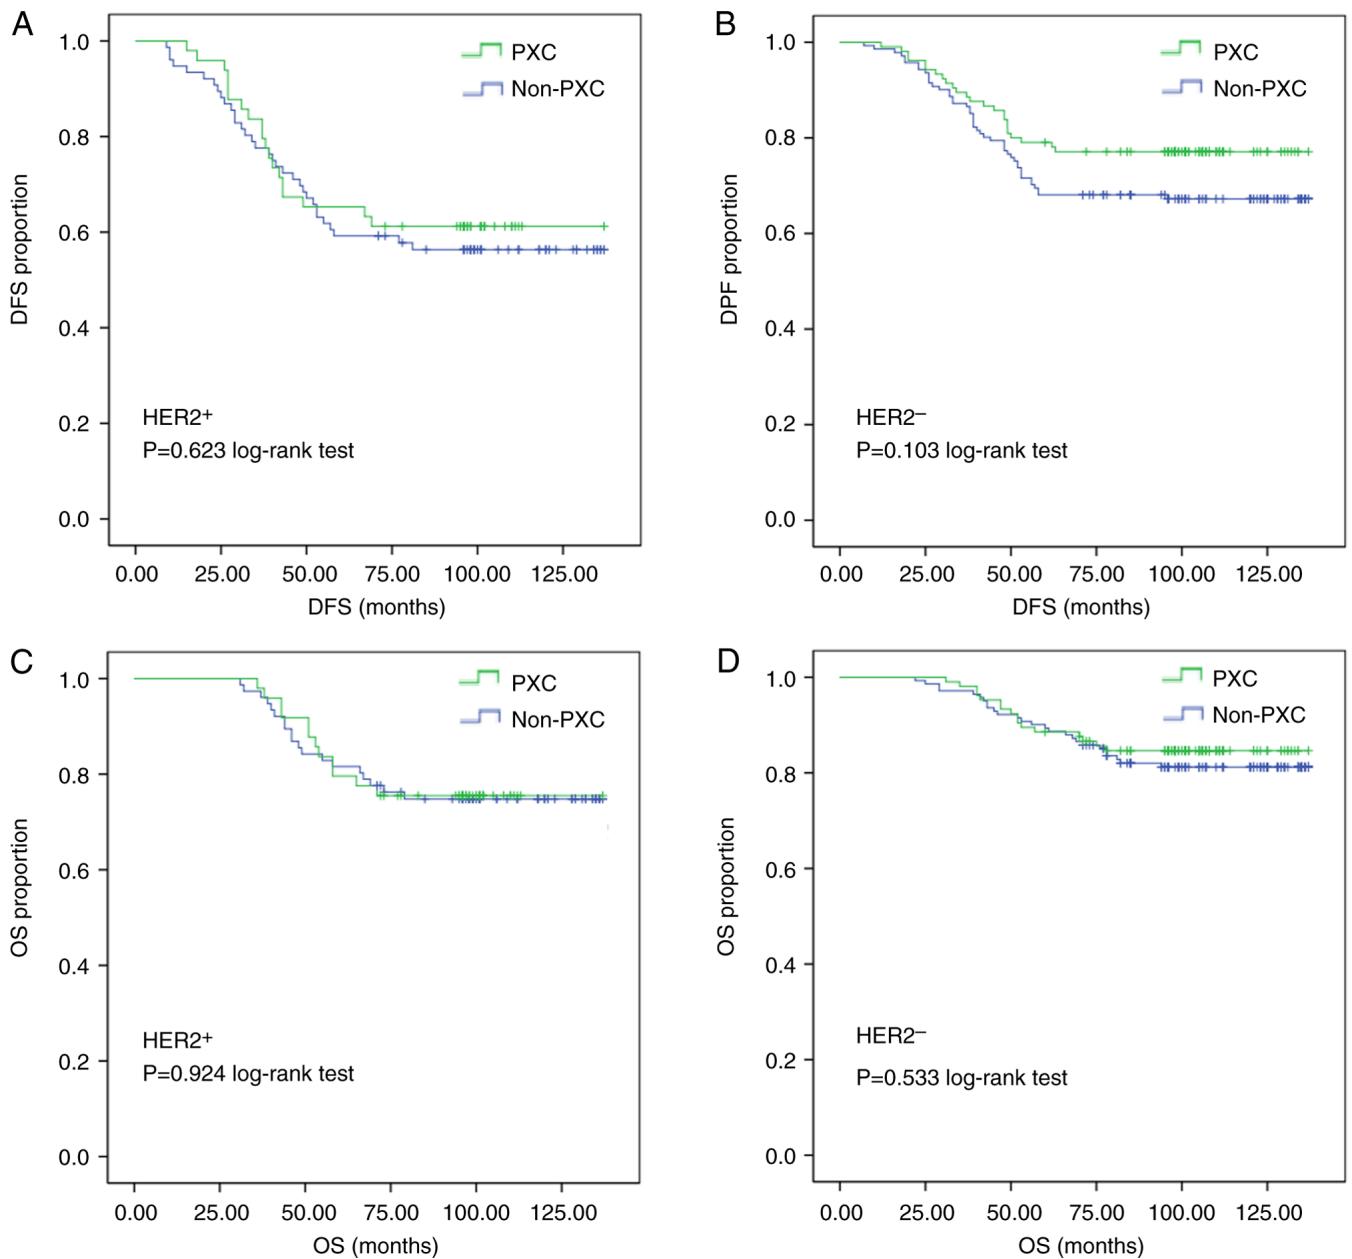 A
1.0
0.8
0.6
0.4
0.2
0.0
DFS proportion
PXC
Non-PXC
HER2+
P=0.623 log-rank test
0.00 25.00 50.00 75.00 100.00 125.00
DFS (months)
B
1.0
0.8
0.6
0.4
0.2
0.0
DPF proportion
PXC
Non-PXC
HER2–
P=0.103 log-rank test
0.00 25.00 50.00 75.00 100.00 125.00
DFS (months)
C
1.0
0.8
0.6
0.4
0.2
0.0
OS proportion
PXC
Non-PXC
HER2+
P=0.924 log-rank test
0.00 25.00 50.00 75.00 100.00 125.00
OS (months)
D
1.0
0.8
0.6
0.4
0.2
0.0
OS proportion
PXC
Non-PXC
HER2–
P=0.533 log-rank test
0.00 25.00 50.00 75.00 100.00 125.00
OS (months)